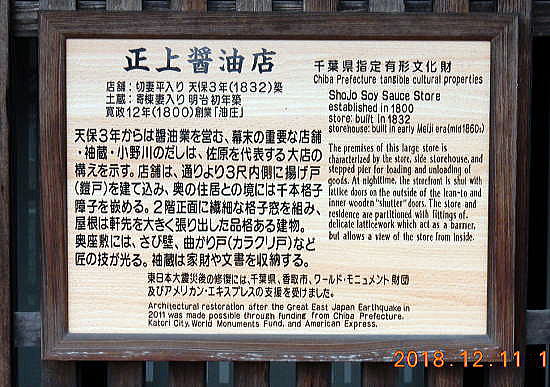 正上醤油店
店舗：切妻平入り 天保3年(1832)築
土蔵：寄棟妻入り 明治初年築
寛政12年(1800)創業「油庄」
千葉県指定有形文化財
Chiba Prefecture tangible cultural properties
ShoJo Soy Sauce Store
established in 1800
store: built in 1832
storehouse: built in early Meiji era(mid1860s)
天保3年からは醤油業を営む、幕末の重要な店舗
・袖蔵・小野川のだしは、佐原を代表する大店の
構えを示す。店舗は、通りより3尺内側に揚げ戸
(鎧戸)を建て込み、奥の住居との境には千本格子
障子を嵌める。2階正面に繊細な格子窓を組み、
屋根は軒先を大きく張り出した品格ある建物。
奥座敷には、さび壁、曲がり戸(カラクリ戸)など
匠の技が光る。袖蔵は家財や文書を収納する。
The premises of this large store is
characterized by the store, side storehouse, and
stepped pier for loading and unloading of
goods. At nighttime, the storefront is shut with
lattice doors on the outside of the lean-to and
inner wooden "shutter" doors. The store and
residence are partitioned with fittings of
delicate latticework which act as a barrier,
but allows a view of the store from inside.
東日本大震災後の修復には、千葉県、香取市、ワールド・モニュメント財団
及びアメリカン・エキスプレスの支援を受けました。
Architectural restoration after the Great East Japan Earthquake in
2011 was made possible through funding from China Prefecture,
Katori City, World Monuments Fund, and American Express.
2018.12.11 1